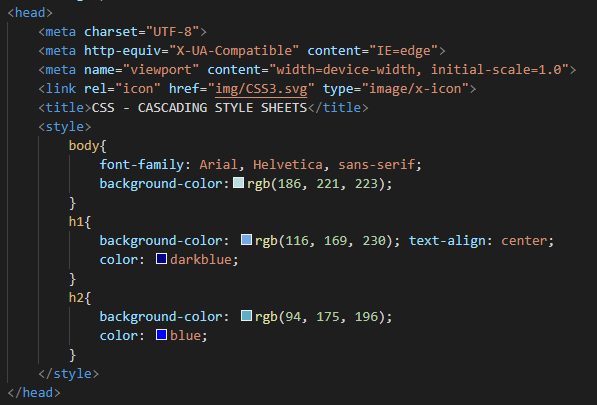 <head>
<meta charset="UTF-8">
<meta http-equiv="X-UA-Compatible" content="IE=edge">
<meta name="viewport" content="width=device-width, initial-scale=1.0">
<link rel="icon" href="img/CSS3.svg" type="image/x-icon">
<title>CSS - CASCADING STYLE SHEETS</title>
<style>
body{
font-family: Arial, Helvetica, sans-serif;
background-color:rgb(186, 221, 223);
}
h1{
background-color: rgb(116, 169, 230); text-align: center;
color: darkblue;
}
h2{
background-color: rgb(94, 175, 196);
color: blue;
}
</style>
</head>